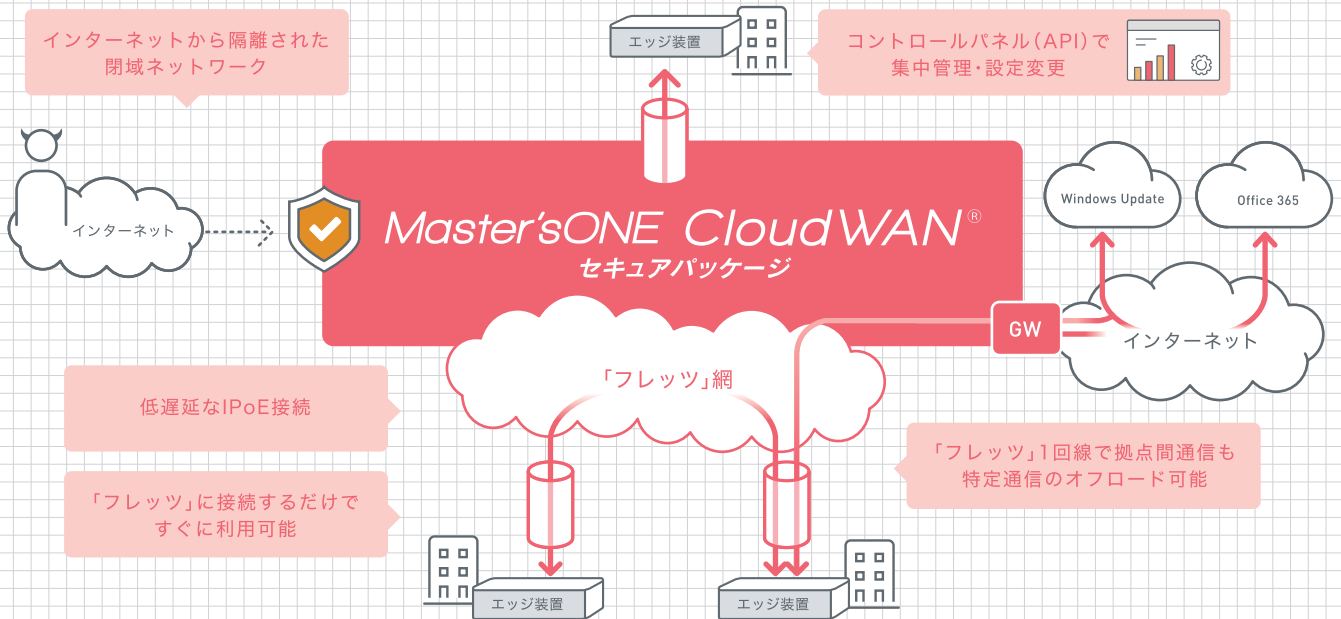 インターネットから隔離された
閉域ネットワーク
エッジ装置
コントロールパネル(API)で
集中管理・設定変更
インターネット
Master'sONE CloudWAN®
セキュアパッケージ
Windows Update
Office 365
GW
インターネット
「フレッツ」網
低遅延なIPoE接続
「フレッツ」に接続するだけで
すぐに利用可能
「フレッツ」1回線で拠点間通信も
特定通信のオフロード可能
エッジ装置
エッジ装置